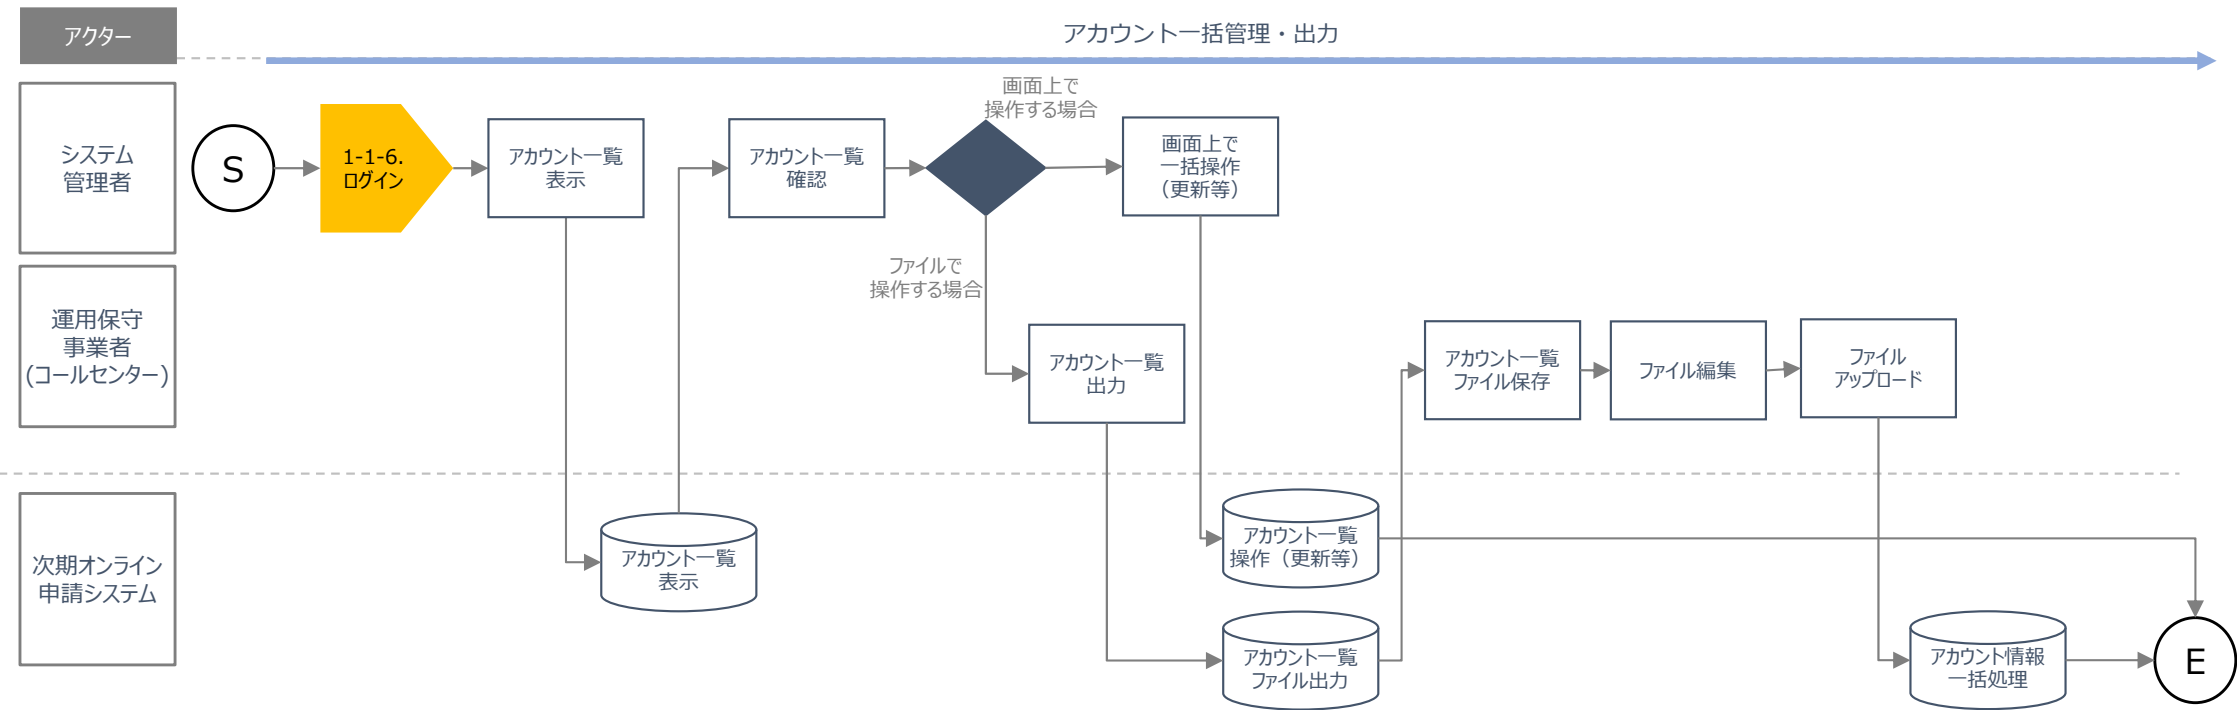 アクター
アカウント一括管理・出力
システム
管理者
S
1-1-6.
ログイン
アカウント一覧
表示
アカウント一覧
確認
画面上で
操作する場合
画面上で
一括操作
（更新等）
ファイルで
操作する場合
運用保守
事業者
(コールセンター)
アカウント一覧
出力
アカウント一覧
ファイル保存
ファイル編集
ファイル
アップロード
次期オンライン
申請システム
アカウント一覧
表示
アカウント一覧
操作（更新等）
アカウント一覧
ファイル出力
アカウント情報
一括処理
E